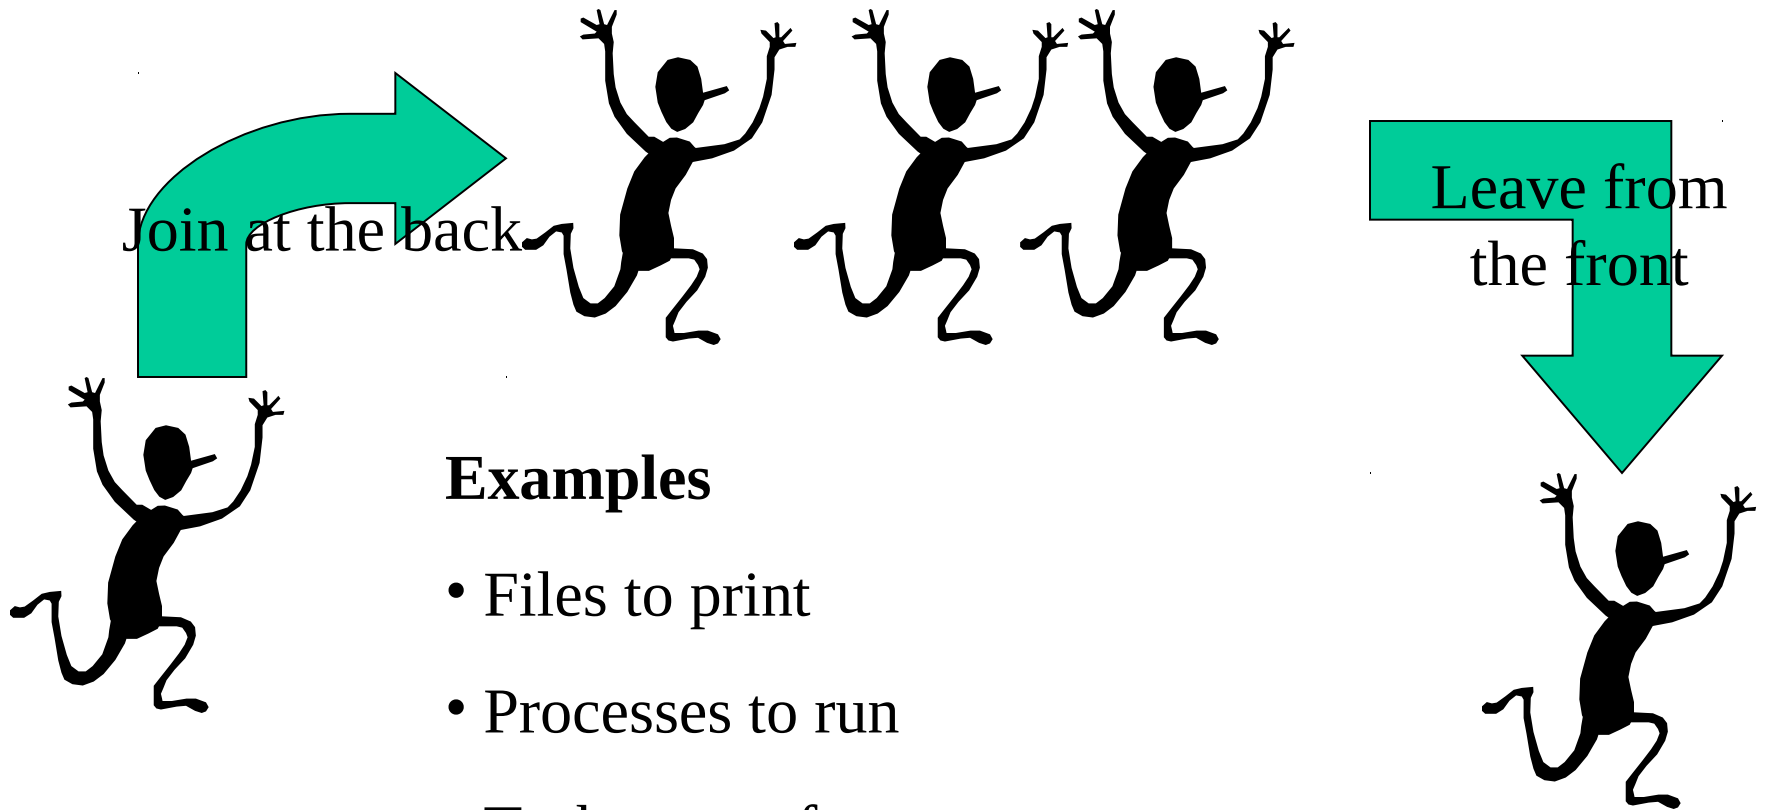 Join at the back
Leave from
the front
Examples
• Files to print
• Processes to run